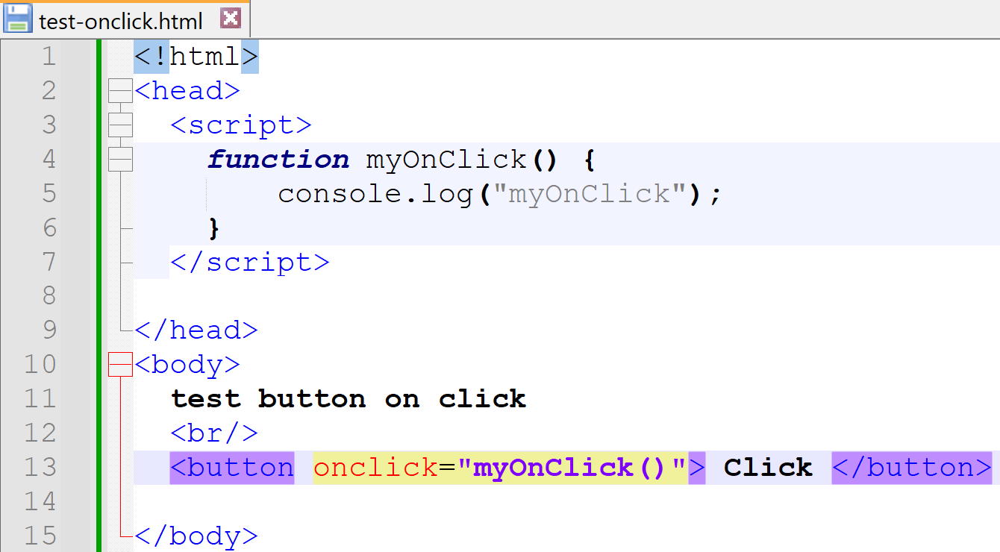 test-onclick.html
1 <!html>
2 <head>
3 <script>
4 function myOnClick() {
5 console.log("myOnClick");
6 }
7 </script>
8
9 </head>
10 <body>
11 test button on click
12 <br/>
13 <button onclick="myOnClick()"> Click </button>
14
15 </body>